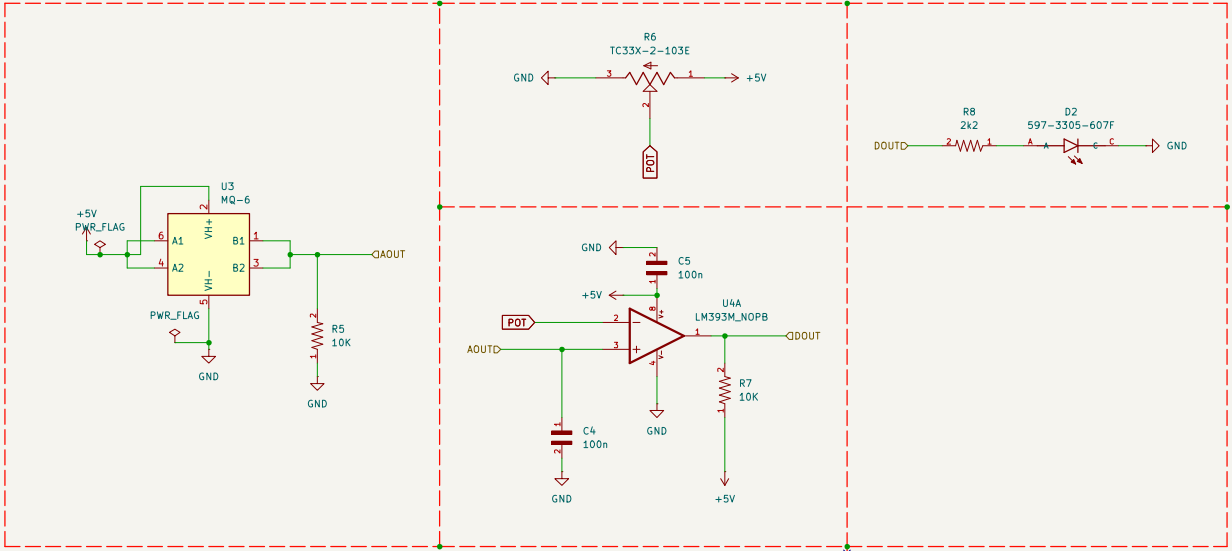 U3
MQ-6
+5V
PWR_FLAG
2
VH+
6
A1
B1
1
4
A2
B2
3
VH-
5
AOUT
PWR_FLAG
GND
2
R5
10K
1
GND
R6
TC33X-2-103E
GND
3
1
+5V
2
POT
GND
2
C5
100n
1
+5V
8
V+
U4A
LM393M_NOPB
POT
2
-
1
DOUT
AOUT
3
+
V-
4
GND
2
R7
10K
1
+5V
1
C4
100n
2
GND
R8
2k2
D2
597-3305-607F
DOUT
2
1
A
A
C
C
GND